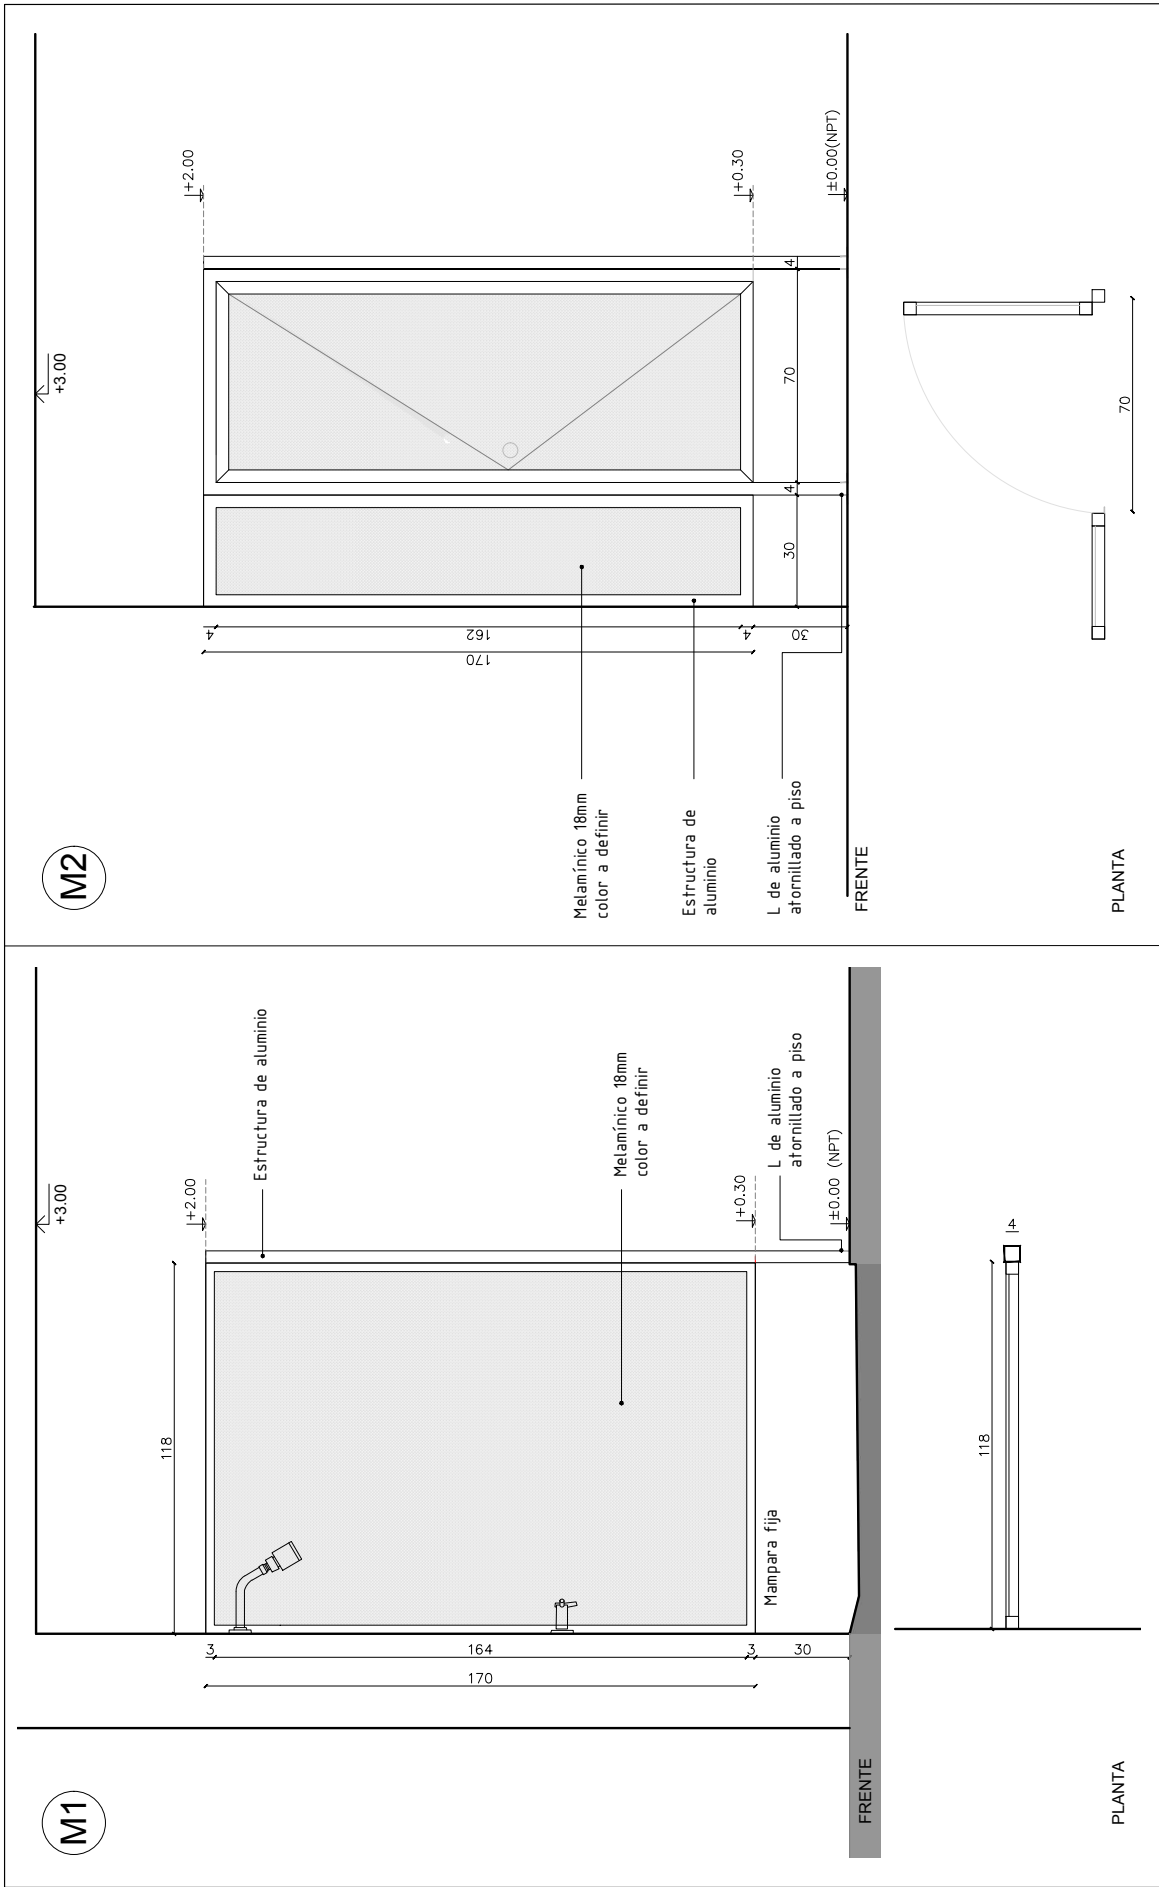 M1
+3.00
118
+2.00
Estructura de aluminio
Melamínico 18mm
color a definir
+0.30
L de aluminio
atornillado a piso
±0.00 (NPT)
3
164
3
30
170
Mampara fija
FRENTE
118
4
PLANTA
M2
+3.00
+2.00
4
162
4
30
170
Melamínico 18mm
color a definir
Estructura de
aluminio
L de aluminio
atornillado a piso
30
4
70
4
+0.30
±0.00(NPT)
FRENTE
70
PLANTA